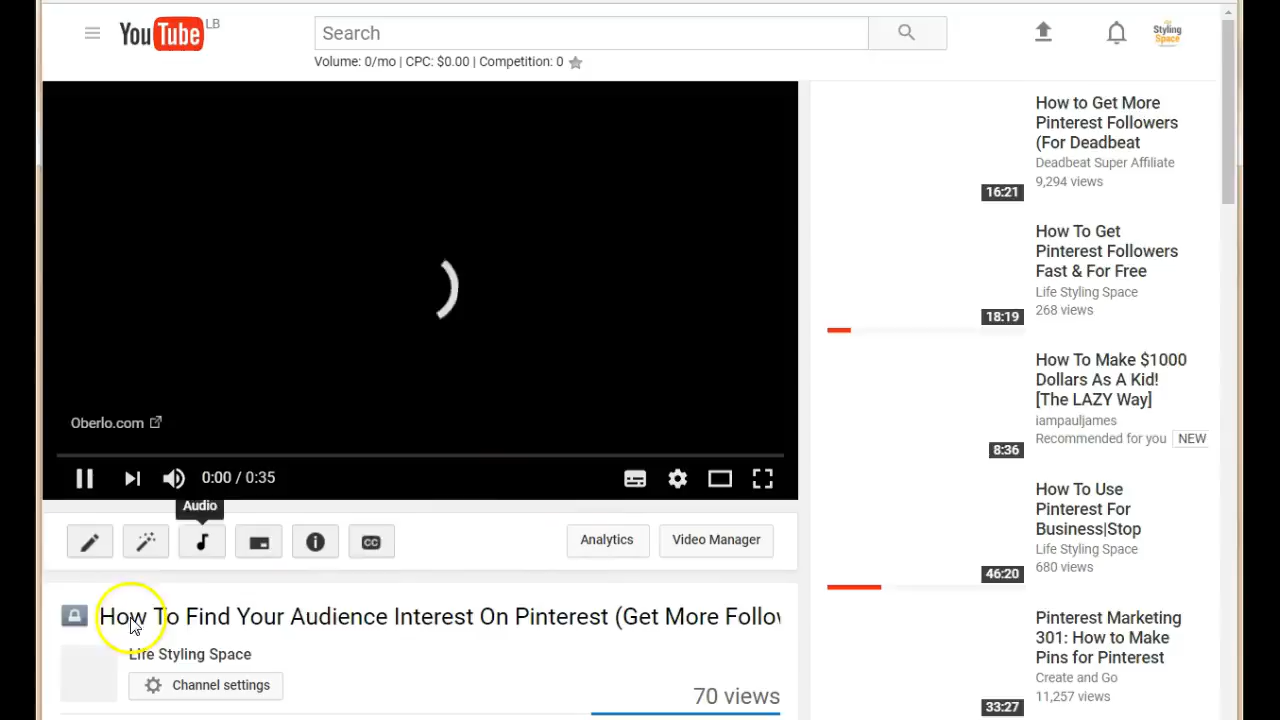 YouTube LB
Search
Volume: 0/mo | CPC: $0.00 | Competition: 0
Styling
Space
Oberlo.com
0:00 / 0:35
Audio
CC
Analytics
Video Manager
How To Find Your Audience Interest On Pinterest (Get More Follow
Life Styling Space
Channel settings
70 views
How to Get More
Pinterest Followers
(For Deadbeat
Deadbeat Super Affiliate
9,294 views
16:21
How To Get
Pinterest Followers
Fast & For Free
Life Styling Space
268 views
18:19
How To Make $1000
Dollars As A Kid!
[The LAZY Way]
iampauljames
Recommended for you NEW
8:36
How To Use
Pinterest For
Business|Stop
Life Styling Space
680 views
46:20
Pinterest Marketing
301: How to Make
Pins for Pinterest
Create and Go
11,257 views
33:27